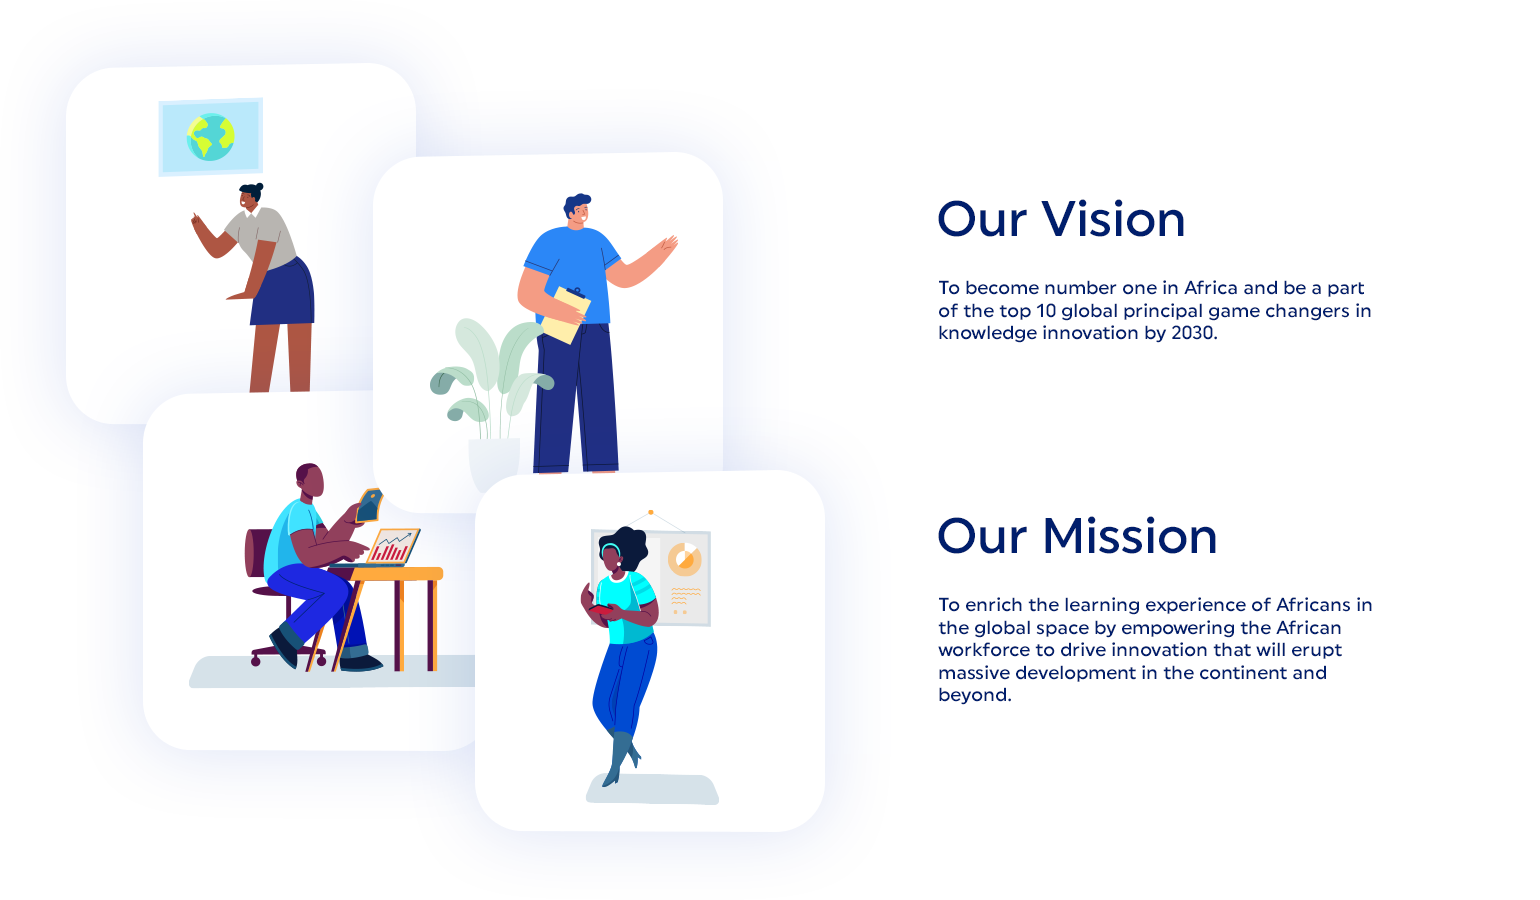 Our Vision
To become number one in Africa and be a part
of the top 10 global principal game changers in
knowledge innovation by 2030.
Our Mission
To enrich the learning experience of Africans in
the global space by empowering the African
workforce to drive innovation that will erupt
massive development in the continent and
beyond.